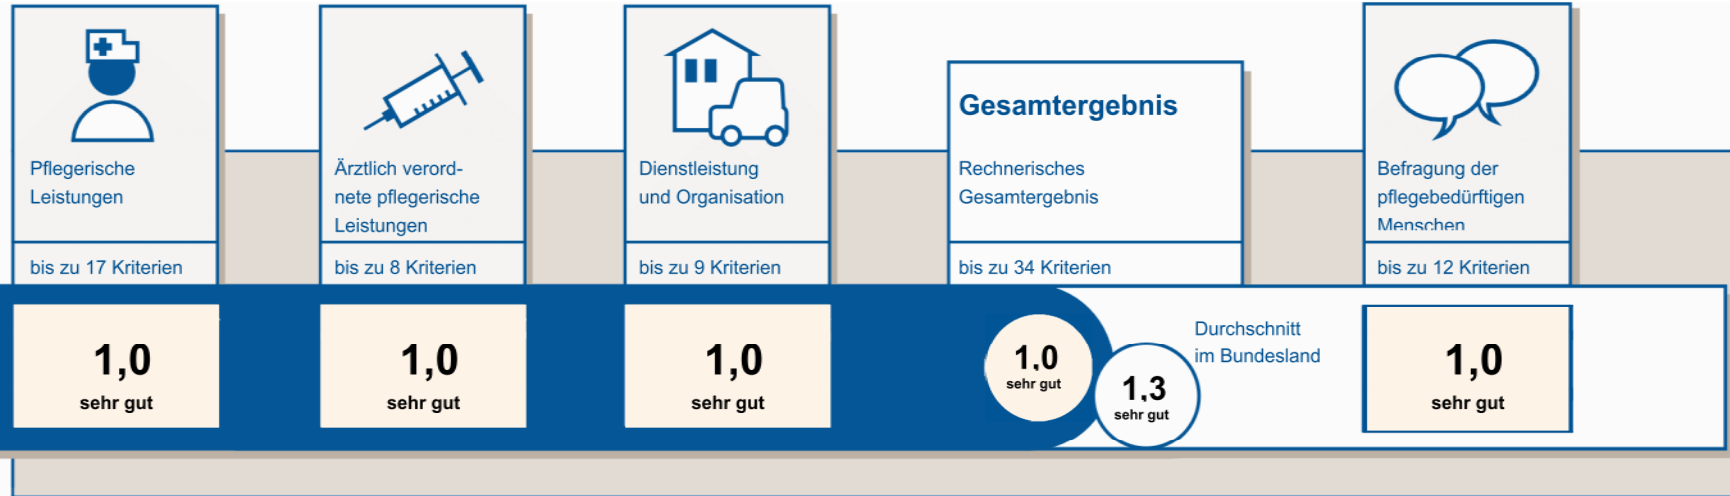 Pflegerische
Leistungen
bis zu 17 Kriterien
1,0
sehr gut
Ärztlich verord-
nete pflegerische
Leistungen
bis zu 8 Kriterien
1,0
sehr gut
Dienstleistung
und Organisation
bis zu 9 Kriterien
1,0
sehr gut
Gesamtergebnis
Rechnerisches
Gesamtergebnis
bis zu 34 Kriterien
1,0
sehr gut
1,3
sehr gut
Durchschnitt
im Bundesland
Befragung der
pflegebedürftigen
Menschen
bis zu 12 Kriterien
1,0
sehr gut